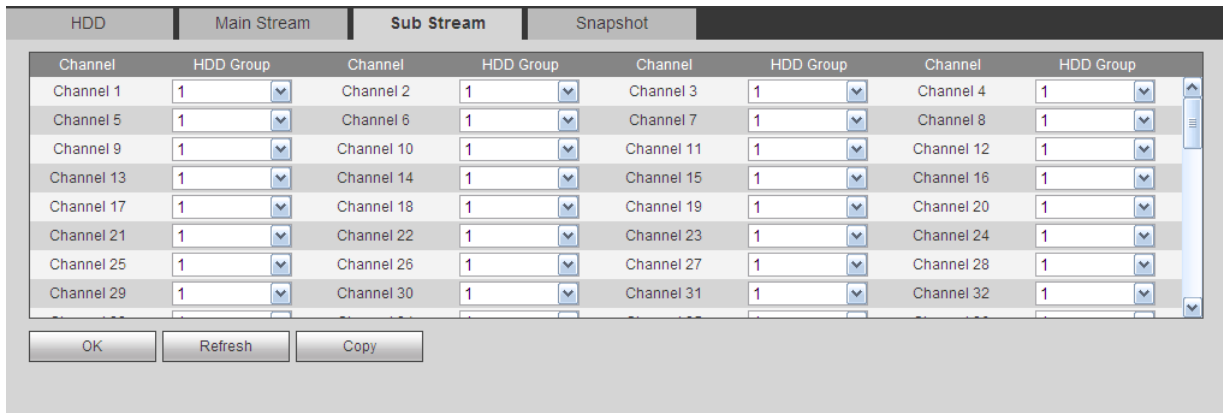 HDD Main Stream Sub Stream Snapshot
Channel HDD Group Channel HDD Group Channel HDD Group Channel HDD Group
Channel 1 1 Channel 2 1 Channel 3 1 Channel 4 1
Channel 5 1 Channel 6 1 Channel 7 1 Channel 8 1
Channel 9 1 Channel 10 1 Channel 11 1 Channel 12 1
Channel 13 1 Channel 14 1 Channel 15 1 Channel 16 1
Channel 17 1 Channel 18 1 Channel 19 1 Channel 20 1
Channel 21 1 Channel 22 1 Channel 23 1 Channel 24 1
Channel 25 1 Channel 26 1 Channel 27 1 Channel 28 1
Channel 29 1 Channel 30 1 Channel 31 1 Channel 32 1
OK Refresh Copy